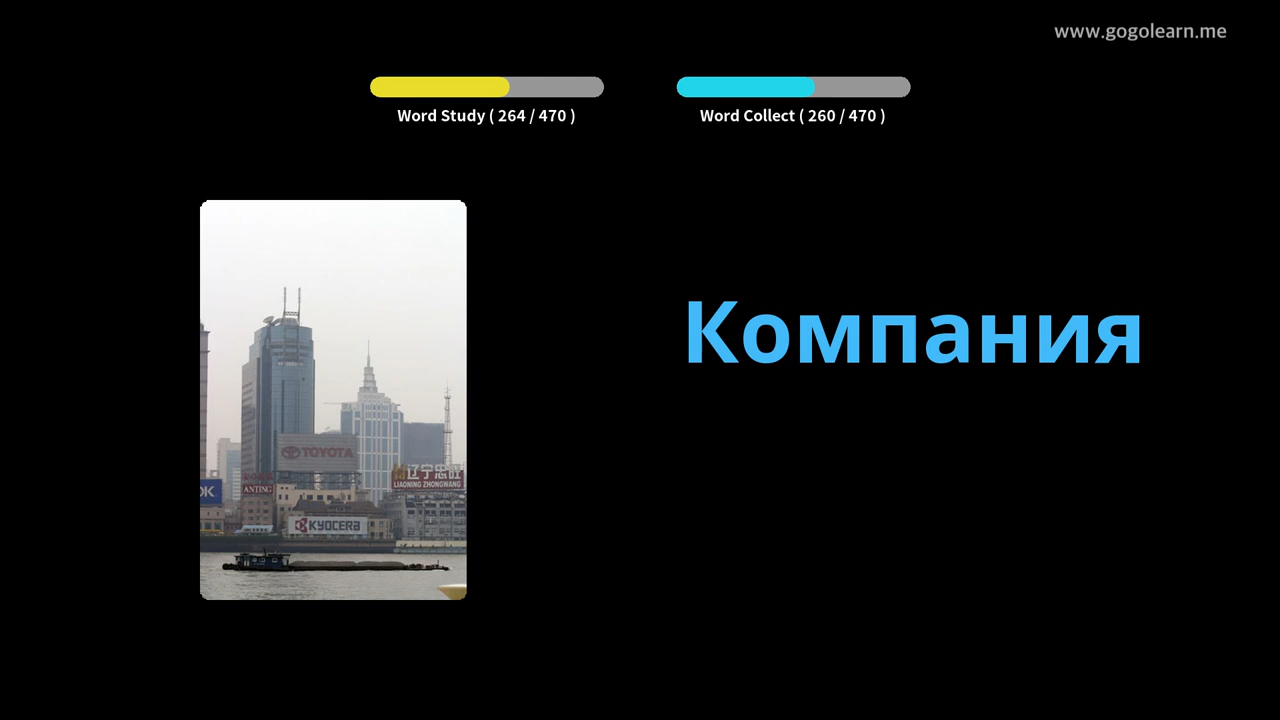 www.gogolearn.me
Word Study ( 264 / 470 )
Word Collect ( 260 / 470 )
Компания
TOYOTA
辽宁忠旺
LIAONING ZHONGWANG
ANTING
KYOCERA